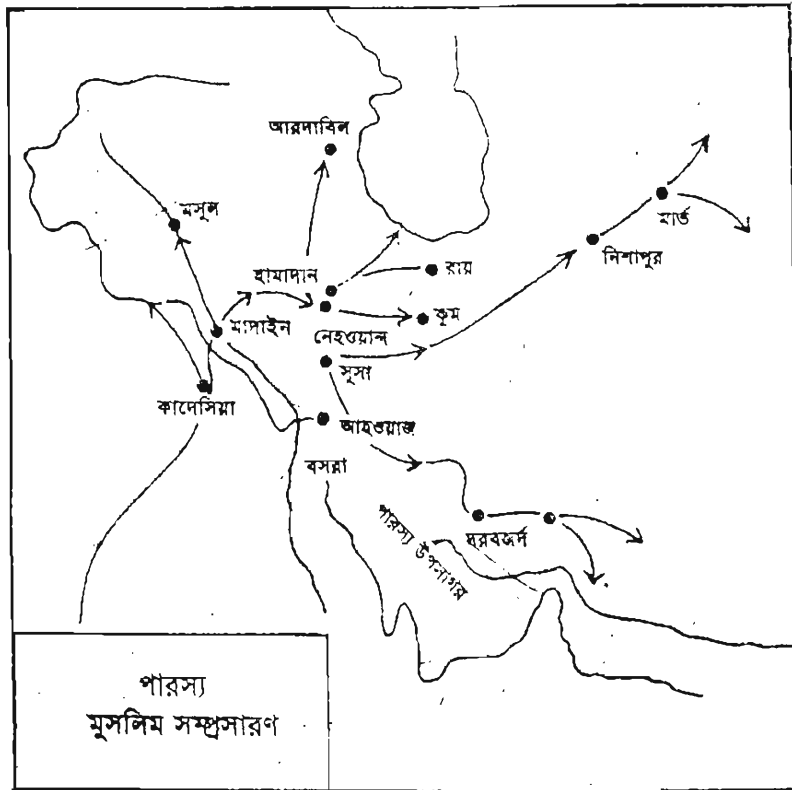 আরদাবিল
মসুল
মার্ভ
হামাদান
রায়
নিশাপুর
মাদাইন
নেহওয়ান্দ
কুম
সূসা
কাদেসিয়া
আহওয়াজ
বসরা
পারস্য উপসাগর
পারস্য
মুসলিম সম্প্রসারণ